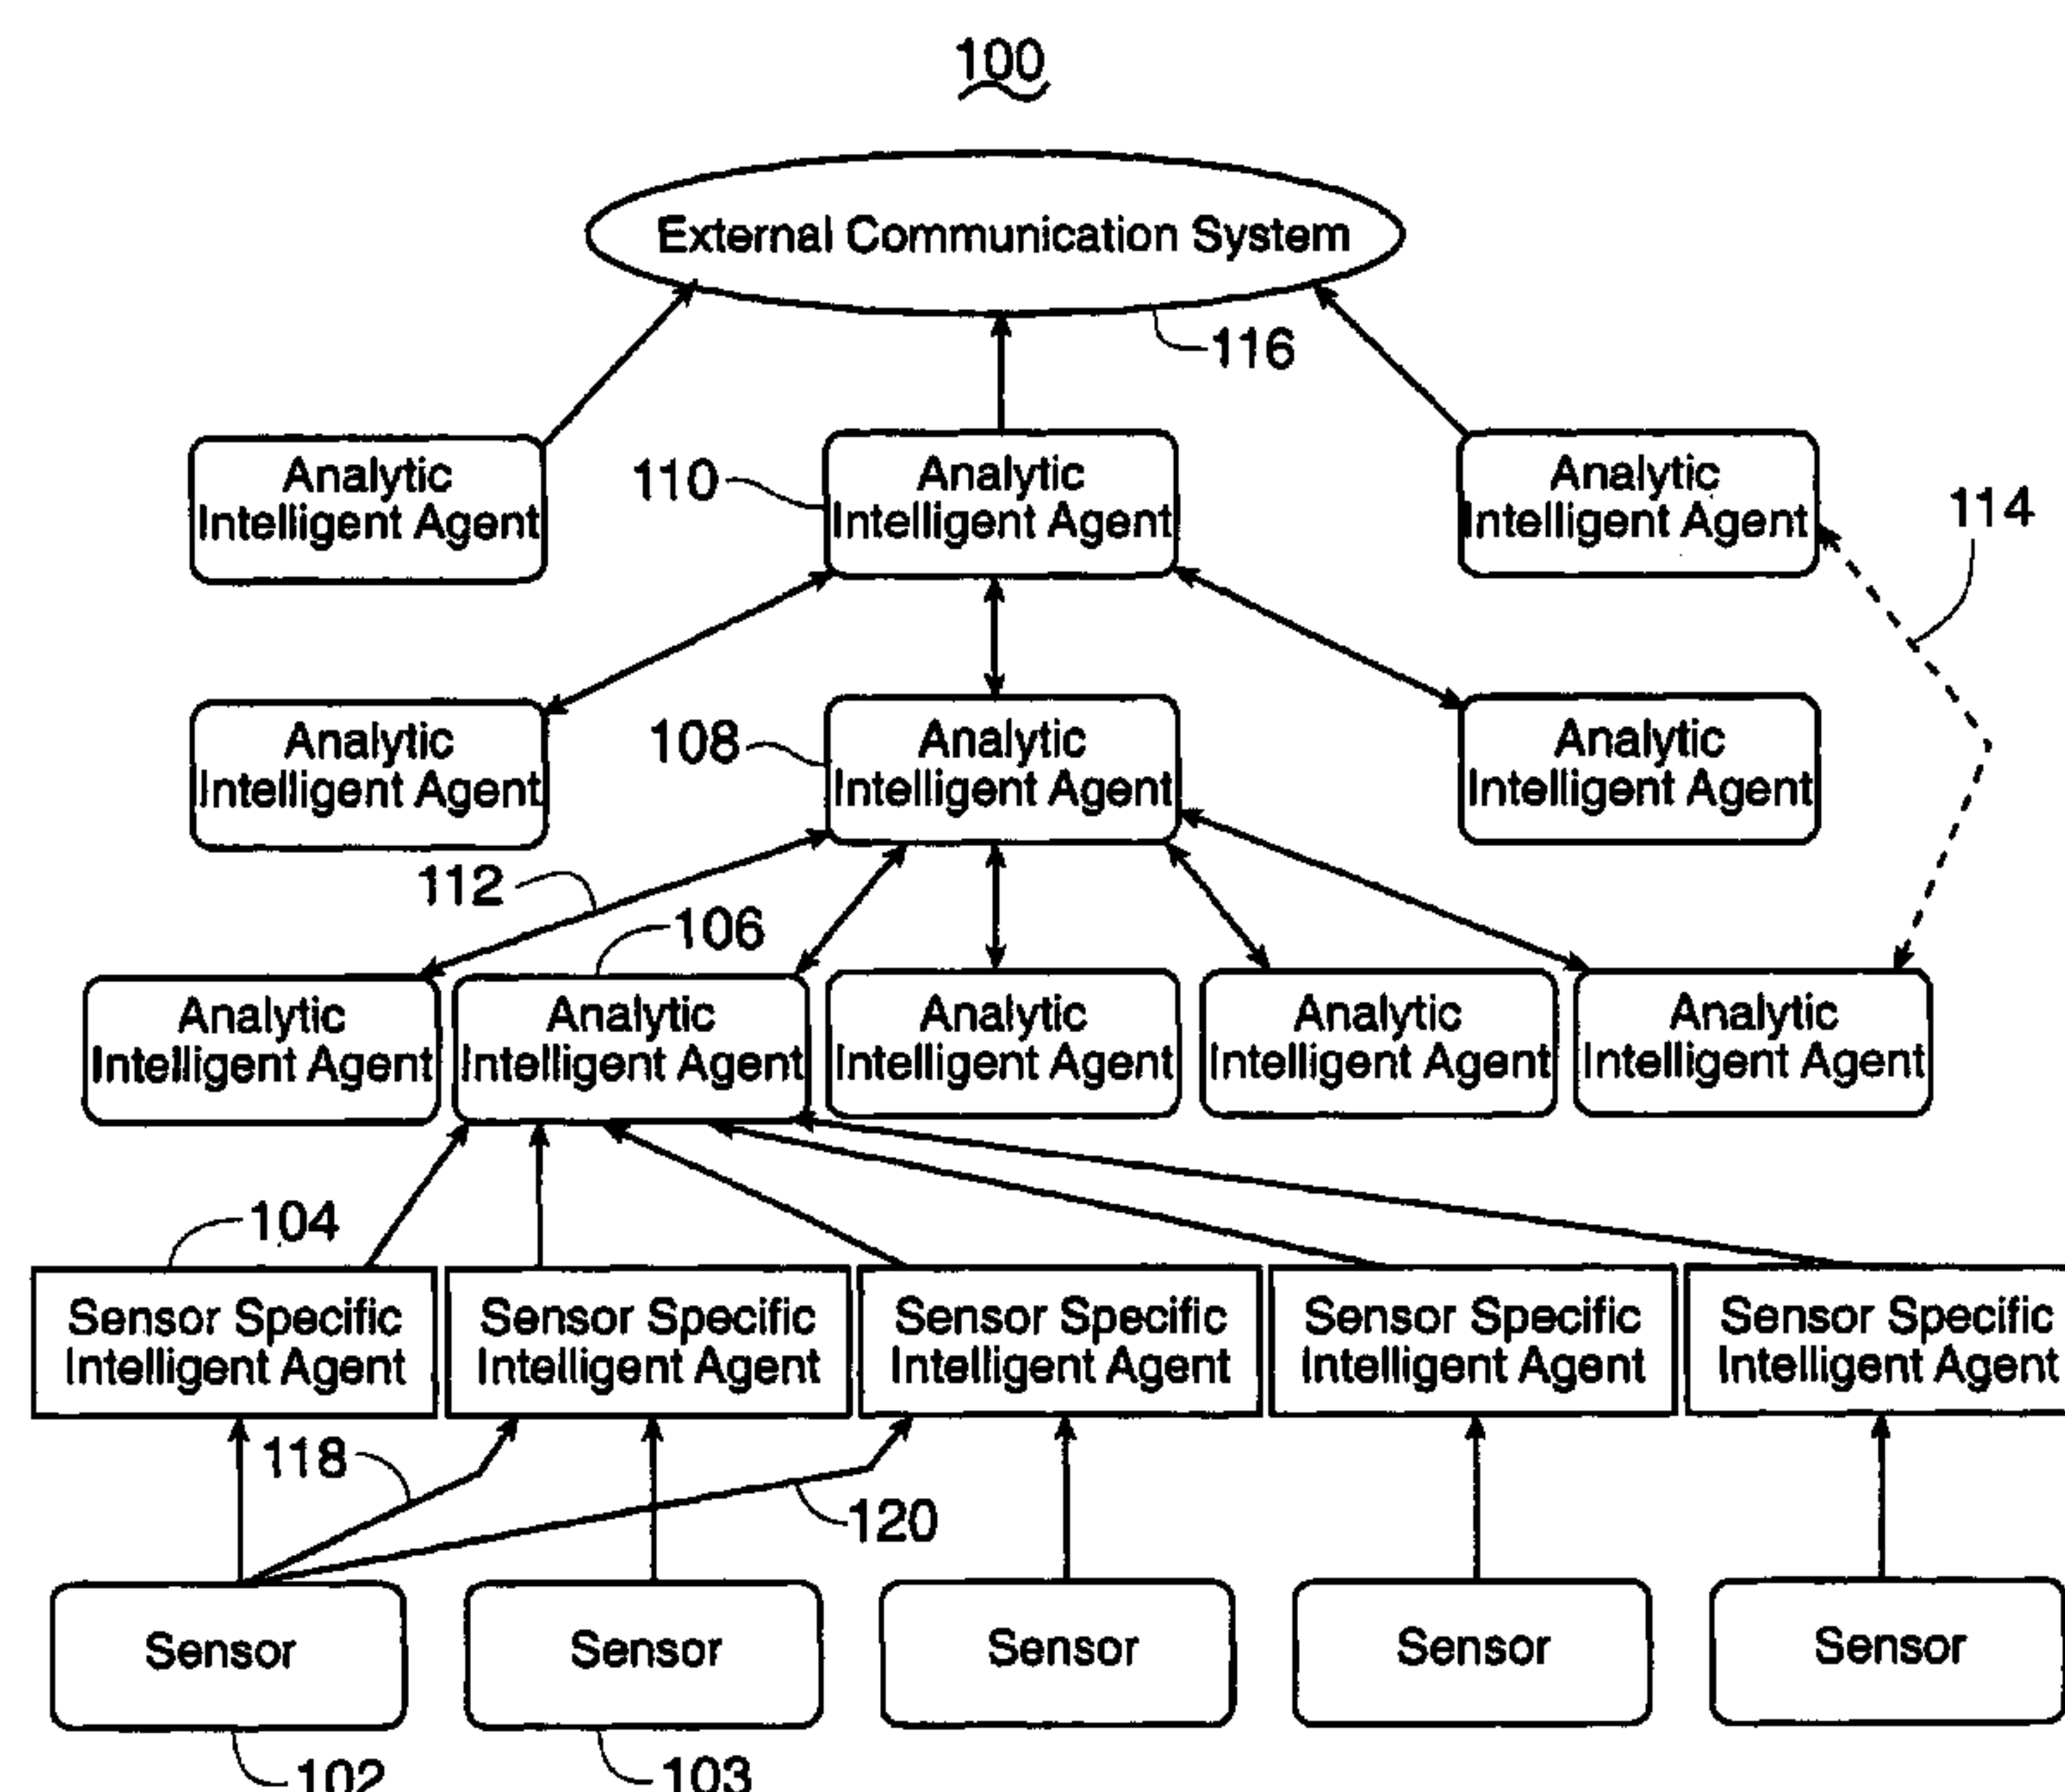 100
External Communication System
116
Analytic
Intelligent Agent
110
Analytic
Intelligent Agent
Analytic
Intelligent Agent
114
Analytic
Intelligent Agent
108
Analytic
Intelligent Agent
Analytic
Intelligent Agent
112
106
Analytic
Intelligent Agent
Analytic
Intelligent Agent
Analytic
Intelligent Agent
Analytic
Intelligent Agent
Analytic
Intelligent Agent
104
Sensor Specific
Intelligent Agent
Sensor Specific
Intelligent Agent
Sensor Specific
Intelligent Agent
Sensor Specific
Intelligent Agent
Sensor Specific
Intelligent Agent
118
120
Sensor
Sensor
Sensor
Sensor
Sensor
102
103